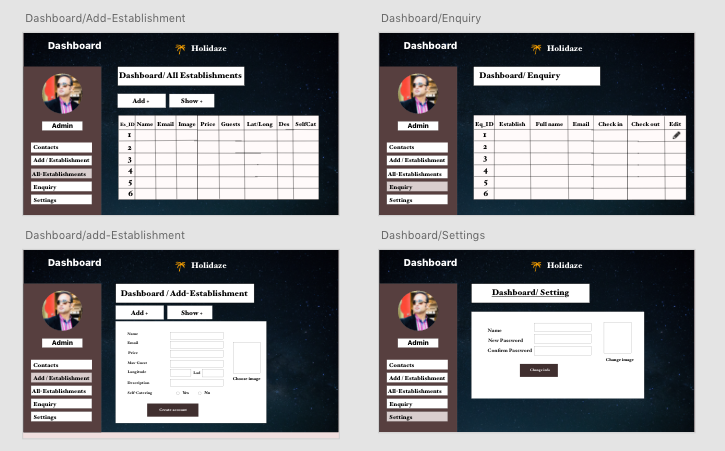 Dashboard/Add-Establishment
Dashboard
Holidaze
Dashboard/ All Establishments
Add +
Show +
Admin
Contacts
Add / Establishment
All-Establishments
Enquiry
Settings
Es_ID Name Email Image Price Guests Lat/Long Des SelfCat
1
2
3
4
5
6
Dashboard/Enquiry
Dashboard
Holidaze
Dashboard/ Enquiry
Admin
Contacts
Add / Establishment
All-Establishments
Enquiry
Settings
Eq_ID Establish Full name Email Check in Check out Edit
1
2
3
4
5
6
Dashboard/add-Establishment
Dashboard
Holidaze
Dashboard / Add-Establishment
Add +
Show +
Admin
Contacts
Add / Establishment
All-Establishments
Enquiry
Settings
Name
Email
Price
Max Guest
Longitude
Lat
Description
Self Catering
Yes
No
Choose image
Create account
Dashboard/Settings
Dashboard
Holidaze
Dashboard/ Setting
Admin
Contacts
Add / Establishment
All-Establishments
Enquiry
Settings
Name
New Password
Confirm Password
Change image
Change info